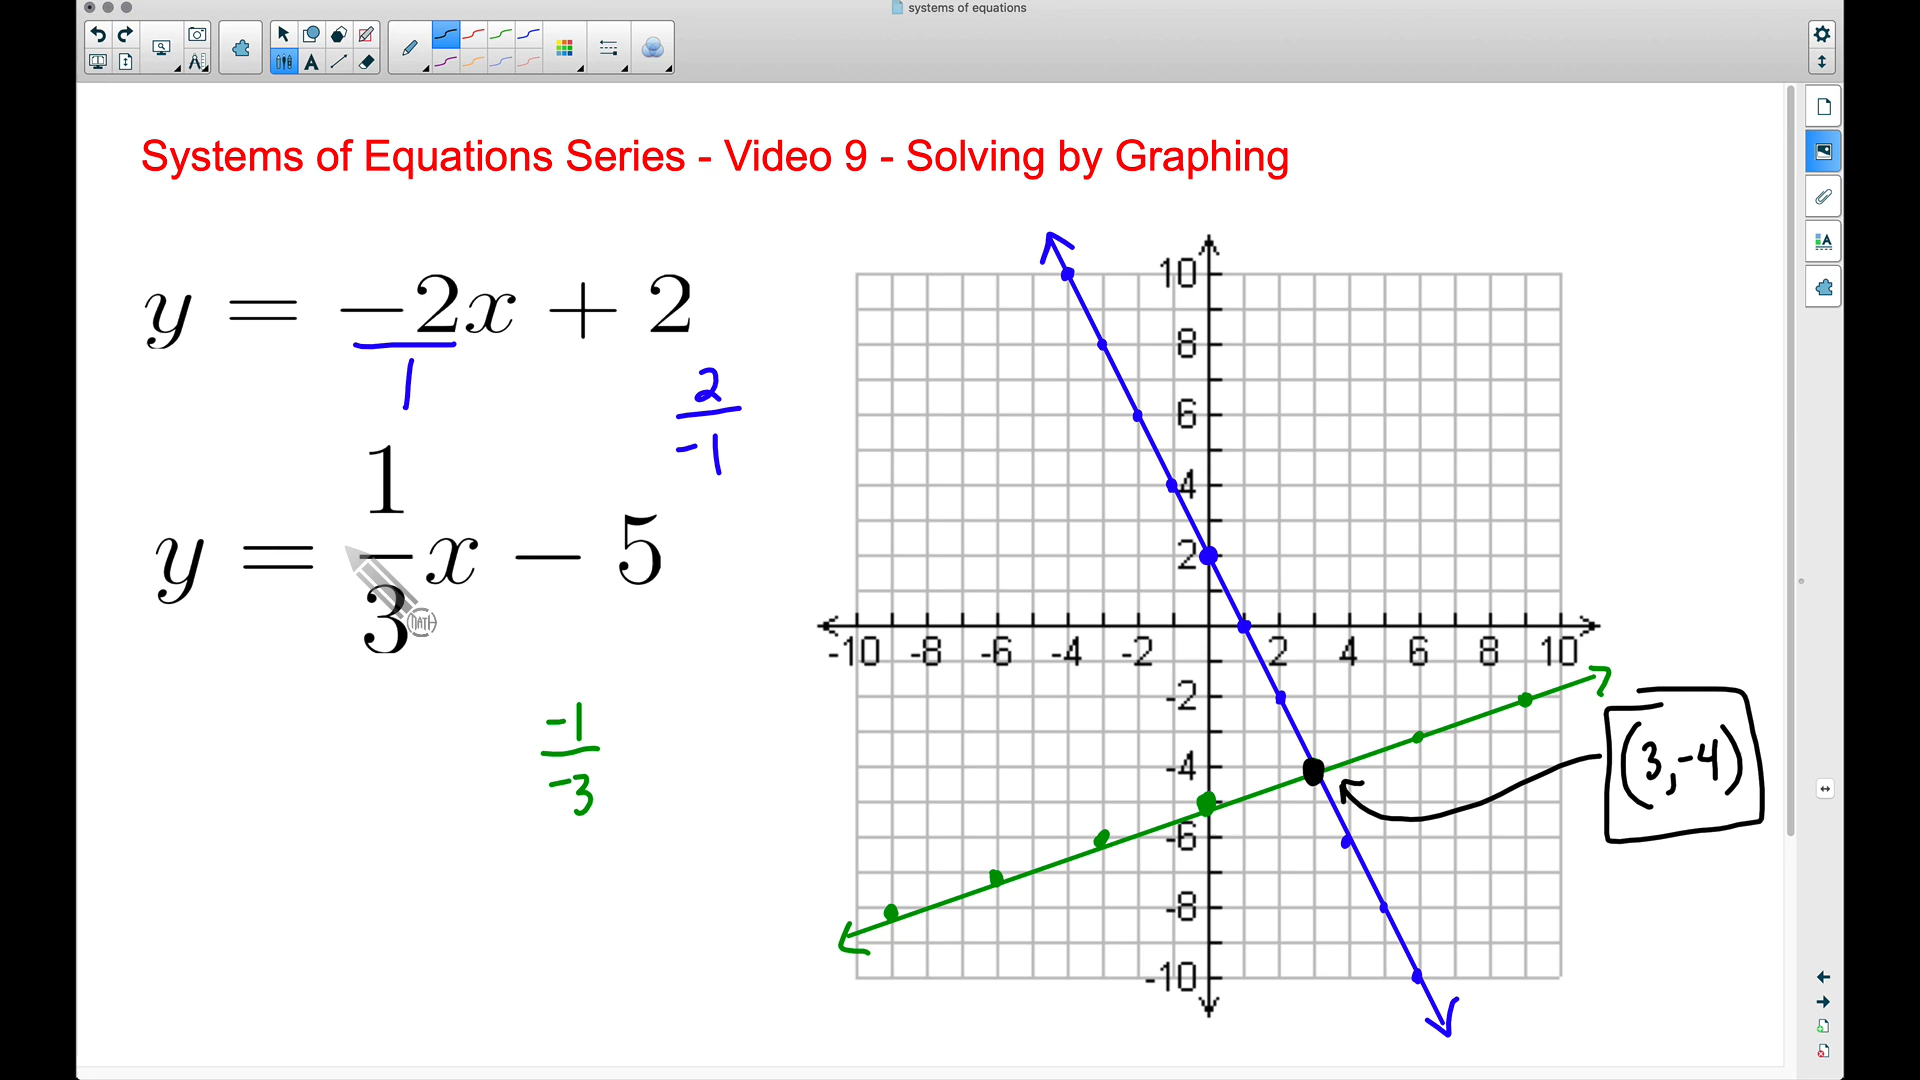 systems of equations
Systems of Equations Series - Video 9 - Solving by Graphing
y = -2x + 2
1
2
-1
y = 1/3 x - 5
MATH
-1
-3
10
8
6
4
2
-10 -8 -6 -4 -2 2 4 6 8 10
-2
-4
-6
-8
-10
(3,-4)